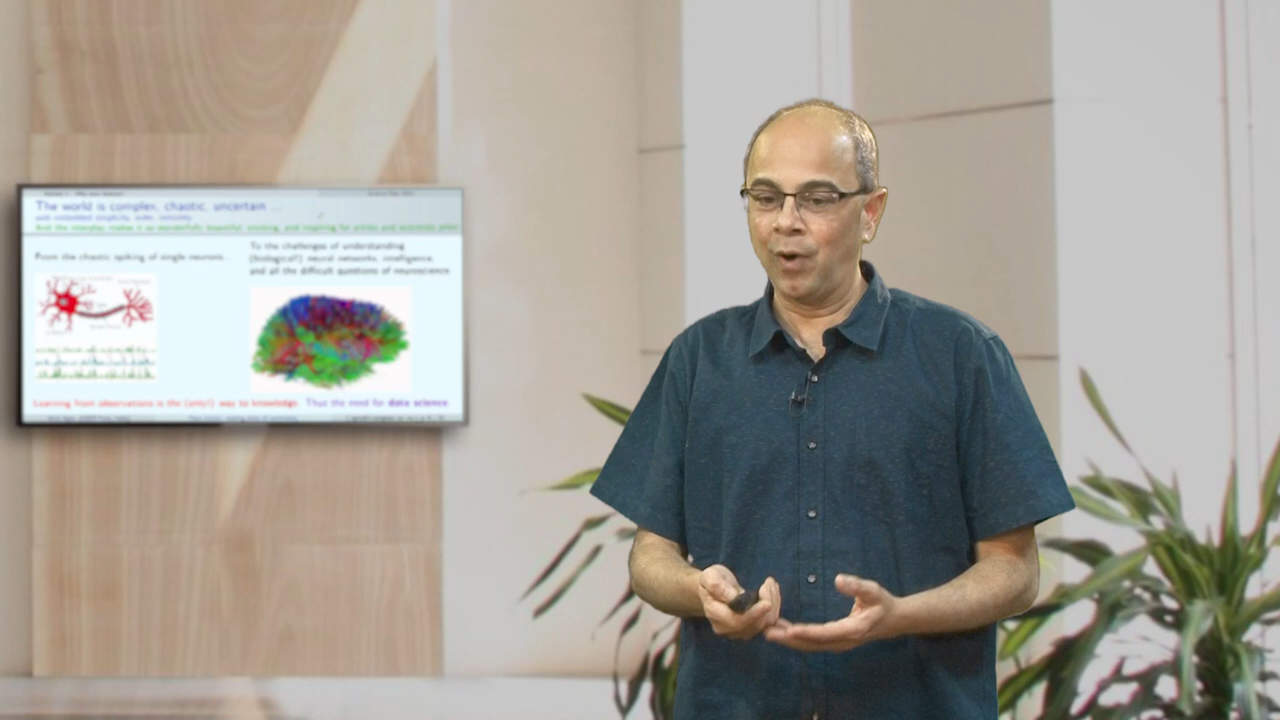 The world is complex, chaotic, uncertain ...
with embedded simplicity, order, certainty
And the interplay makes it so wonderfully beautiful, exciting, and inspiring for artists and scientists alike!
From the chaotic spiking of single neurons...
To the challenges of understanding
(biological?) neural networks, intelligence,
and all the difficult questions of neuroscience
Learning from observations is the (only!) way to knowledge. Thus the need for data science.